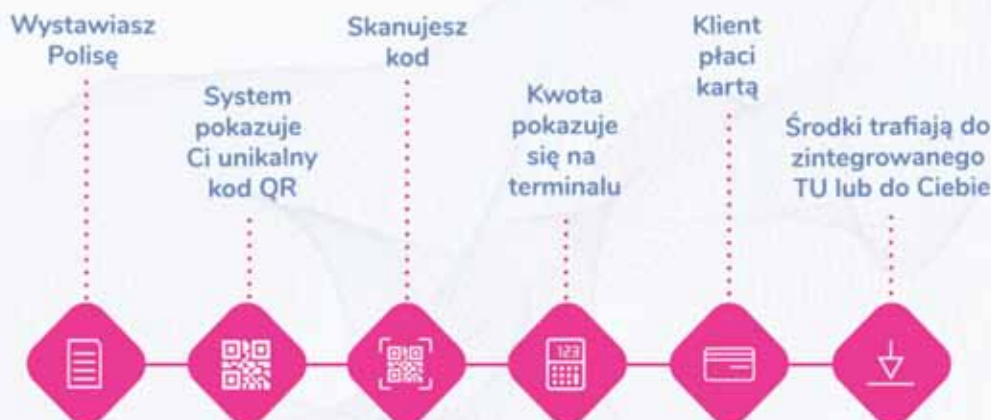 Wystawiasz
Polisę
System
pokazuje
Ci unikalny
kod QR
Skanujesz
kod
Kwota
pokazuje
się na
terminalu
Klient
płaci
kartą
Środki trafiają do
zintegrowanego
TU lub do Ciebie
123